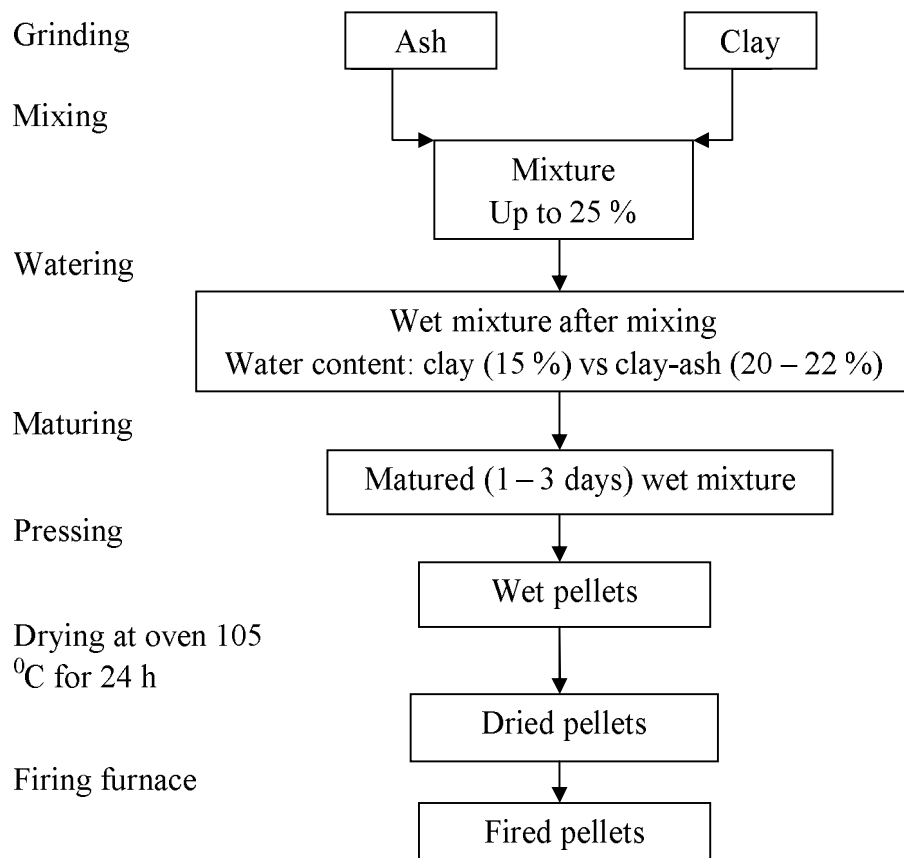 Grinding
Ash
Clay
Mixing
Mixture
Up to 25 %
Watering
Wet mixture after mixing
Water content: clay (15 %) vs clay-ash (20 – 22 %)
Maturing
Matured (1 – 3 days) wet mixture
Pressing
Wet pellets
Drying at oven 105
⁰C for 24 h
Dried pellets
Firing furnace
Fired pellets